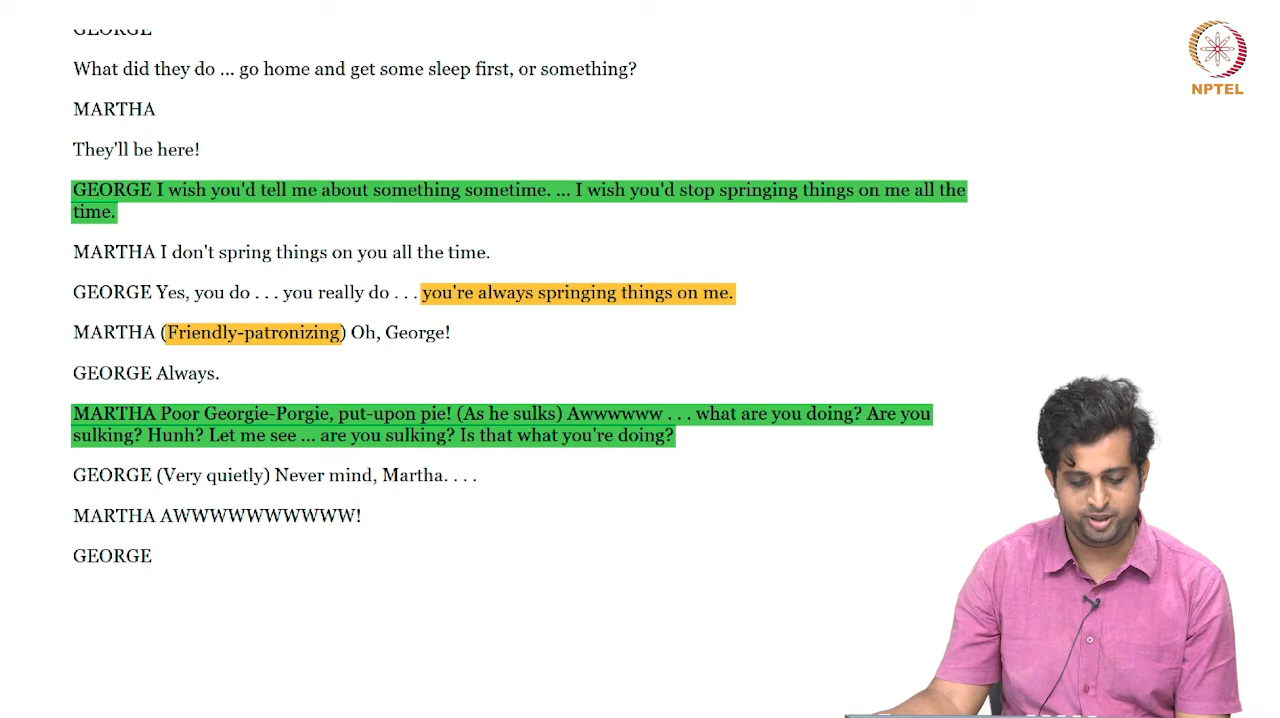 GEORGE
What did they do ... go home and get some sleep first, or something?
MARTHA
They'll be here!
GEORGE I wish you'd tell me about something sometime. ... I wish you'd stop springing things on me all the
time.
MARTHA I don't spring things on you all the time.
GEORGE Yes, you do . . . you really do . . . you're always springing things on me.
MARTHA (Friendly-patronizing) Oh, George!
GEORGE Always.
MARTHA Poor Georgie-Porgie, put-upon pie! (As he sulks) Awwwwww . . . what are you doing? Are you
sulking? Hunh? Let me see ... are you sulking? Is that what you're doing?
GEORGE (Very quietly) Never mind, Martha. . . .
MARTHA AWWWWWWWWWW!
GEORGE
NPTEL